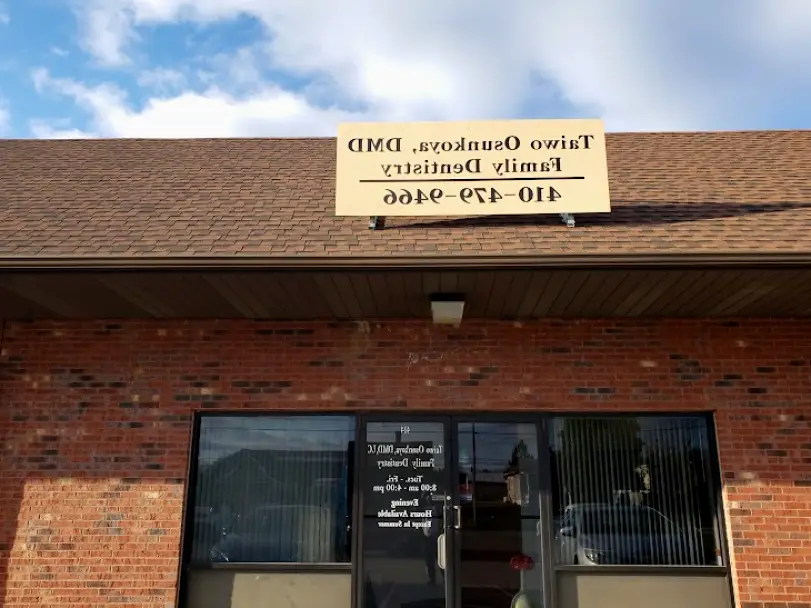 Taiwo Osunkoya, DMD
Family Dentistry
410-479-9466
Taiwo Osunkoya, DMD, LLC
Family Dentistry
Tues. - Fri.
8:00 am - 4:00 pm
Evening
Hours Available
Except In Summer